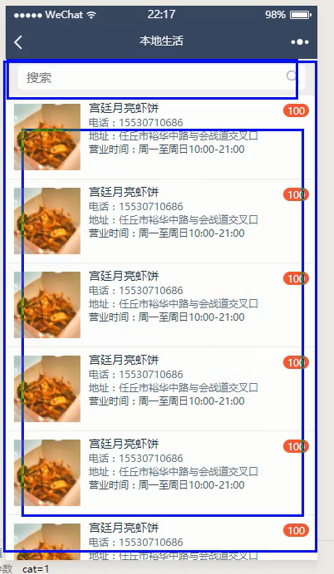 WeChat 22:17 98%
本地生活
搜索
宫廷月亮虾饼 100
电话：15530710686
地址：任丘市裕华中路与会战道交叉口
营业时间：周一至周日10:00-21:00
宫廷月亮虾饼 100
电话：15530710686
地址：任丘市裕华中路与会战道交叉口
营业时间：周一至周日10:00-21:00
宫廷月亮虾饼 100
电话：15530710686
地址：任丘市裕华中路与会战道交叉口
营业时间：周一至周日10:00-21:00
宫廷月亮虾饼 100
电话：15530710686
地址：任丘市裕华中路与会战道交叉口
营业时间：周一至周日10:00-21:00
宫廷月亮虾饼 100
电话：15530710686
地址：任丘市裕华中路与会战道交叉口
营业时间：周一至周日10:00-21:00
宫廷月亮虾饼 100
电话：15530710686
地址：任丘市裕华中路与会战道交叉口
数 cat=1